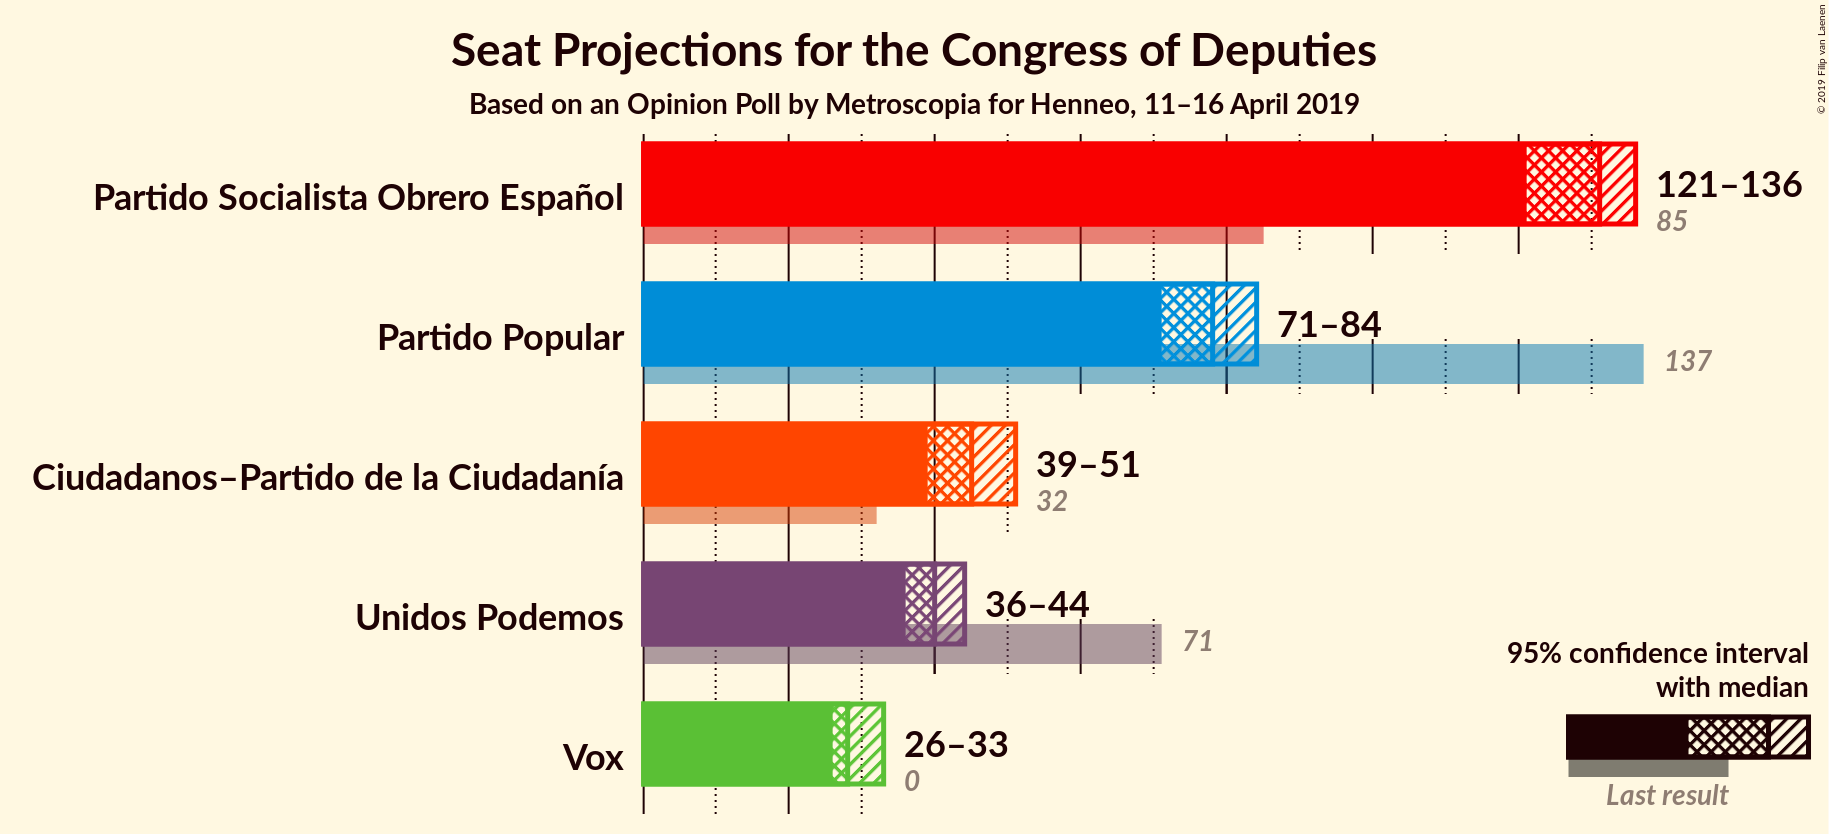 Seat Projections for the Congress of Deputies
Based on an Opinion Poll by Metroscopia for Henneo, 11–16 April 2019
© 2019 Filip van Laenen
Partido Socialista Obrero Español
121–136
85
Partido Popular
71–84
137
Ciudadanos–Partido de la Ciudadanía
39–51
32
Unidos Podemos
36–44
71
Vox
26–33
0
95% confidence interval
with median
Last result